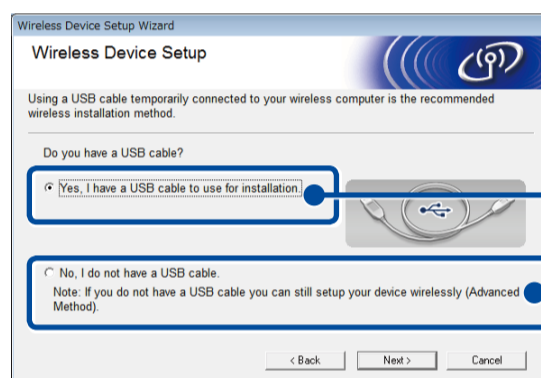 Wireless Device Setup Wizard
Wireless Device Setup
Using a USB cable temporarily connected to your wireless computer is the recommended
wireless installation method.
Do you have a USB cable?
Yes, I have a USB cable to use for installation.
No, I do not have a USB cable.
Note: If you do not have a USB cable you can still setup your device wirelessly (Advanced
Method).
< Back Next > Cancel